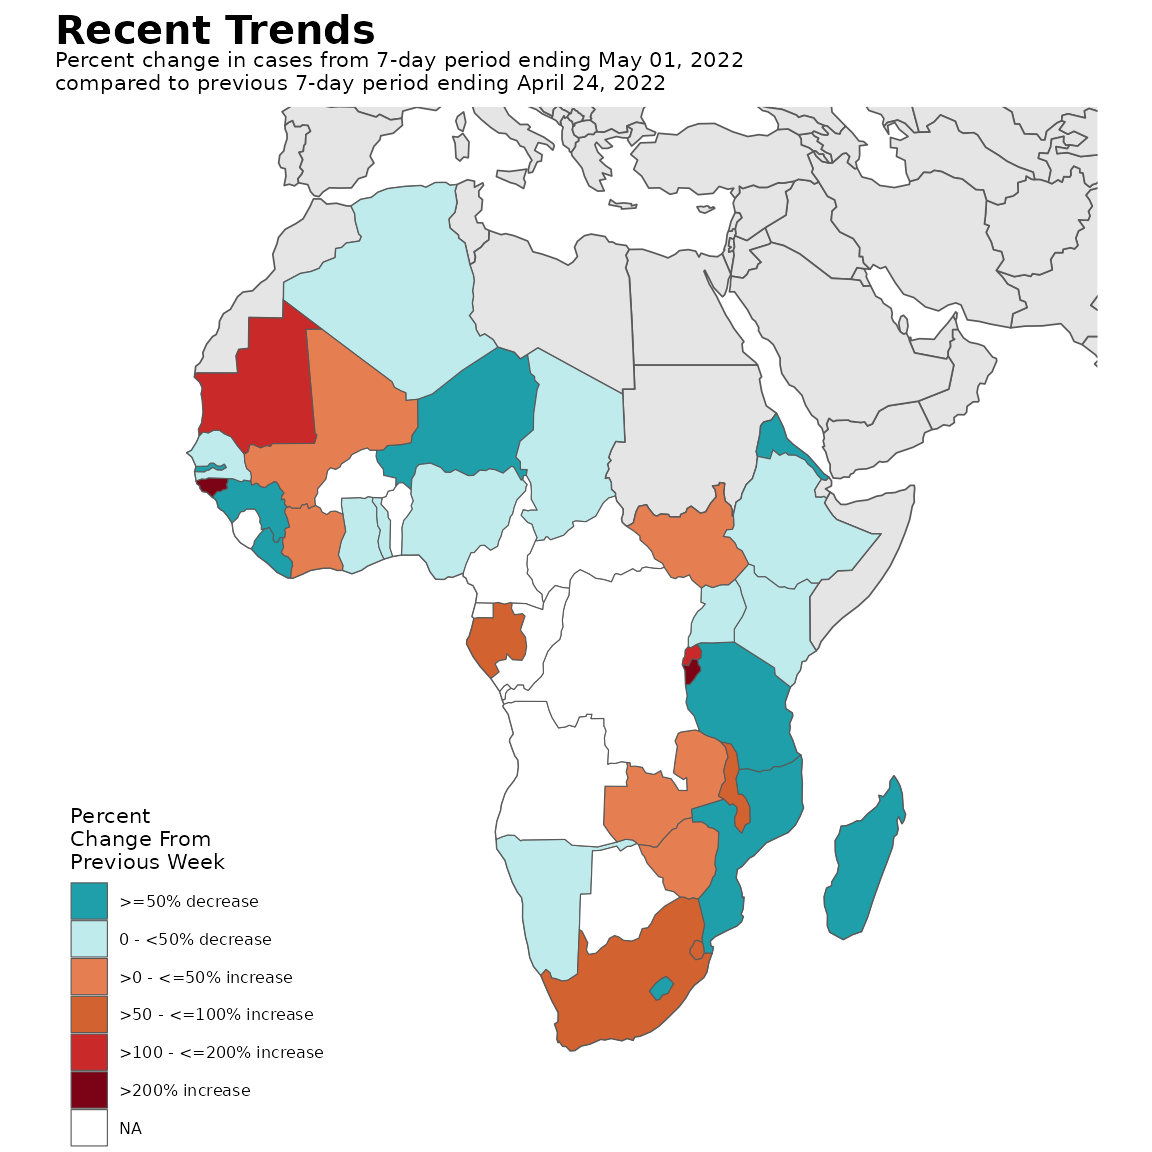 Recent Trends
Percent change in cases from 7-day period ending May 01, 2022
compared to previous 7-day period ending April 24, 2022
Percent
Change From
Previous Week
>=50% decrease
0 - <50% decrease
>0 - <=50% increase
>50 - <=100% increase
>100 - <=200% increase
>200% increase
NA